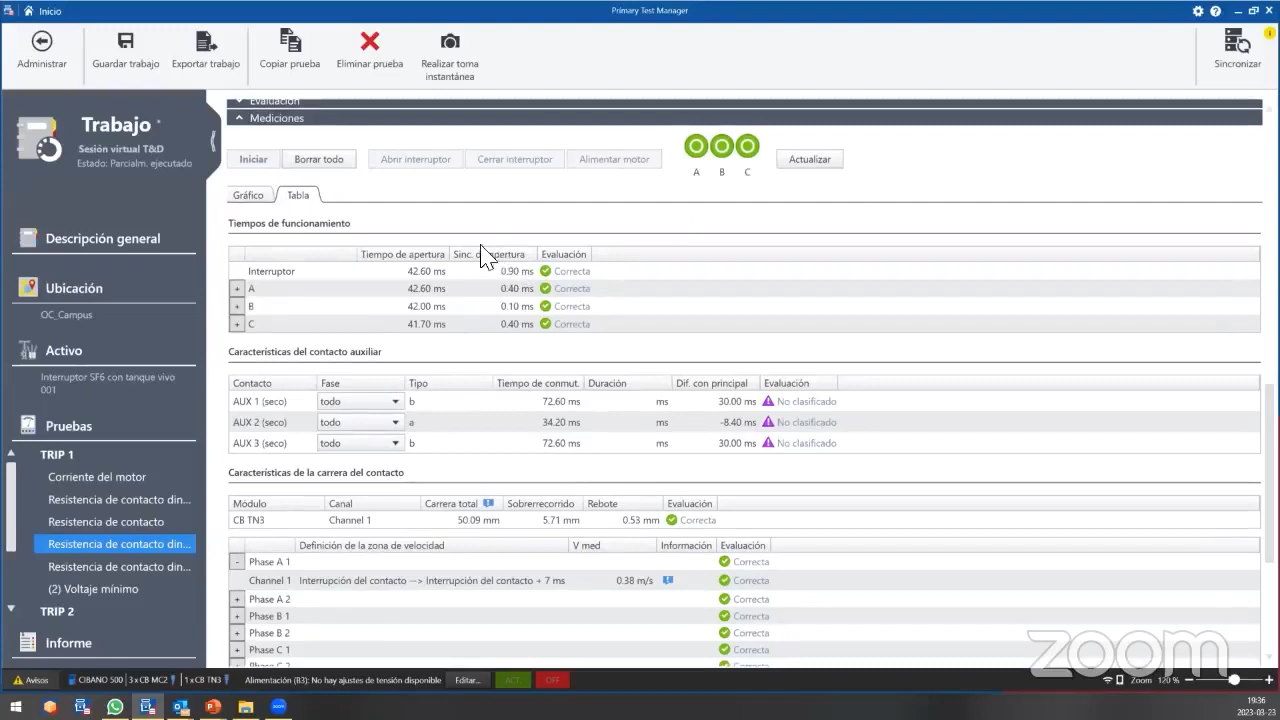 Inicio
Primary Test Manager
Administrar
Guardar trabajo
Exportar trabajo
Copiar prueba
Eliminar prueba
Realizar toma
instantánea
Sincronizar
Trabajo *
Sesión virtual T&D
Estado: Parcialm. ejecutado
Descripción general
Ubicación
OC_Campus
Activo
Interruptor SF6 con tanque vivo
001
Pruebas
TRIP 1
Corriente del motor
Resistencia de contacto din...
Resistencia de contacto
Resistencia de contacto din...
Resistencia de contacto din...
(2) Voltaje mínimo
TRIP 2
Informe
Evaluación
Mediciones
Iniciar Borrar todo Abrir interruptor Cerrar interruptor Alimentar motor A B C Actualizar
Gráfico Tabla
Tiempos de funcionamiento
Tiempo de apertura Sinc. Evaluación
Interruptor 42.60 ms 0.90 ms Correcta
+ A 42.60 ms 0.40 ms Correcta
+ B 42.00 ms 0.10 ms Correcta
+ C 41.70 ms 0.40 ms Correcta
Características del contacto auxiliar
Contacto Fase Tipo Tiempo de conmut. Duración Dif. con principal Evaluación
AUX 1 (seco) todo b 72.60 ms ms 30.00 ms No clasificado
AUX 2 (seco) todo a 34.20 ms ms -8.40 ms No clasificado
AUX 3 (seco) todo b 72.60 ms ms 30.00 ms No clasificado
Características de la carrera del contacto
Módulo Canal Carrera total Sobrerrecorrido Rebote Evaluación
CB TN3 Channel 1 50.09 mm 5.71 mm 0.53 mm Correcta
Definición de la zona de velocidad V med. Información Evaluación
- Phase A 1 Correcta
Channel 1 Interrupción del contacto --> Interrupción del contacto + 7 ms 0.38 m/s Correcta
+ Phase A 2 Correcta
+ Phase B 1 Correcta
+ Phase B 2 Correcta
+ Phase C 1 Correcta
Phase C 2 Correcta
zoom
Avisos CIBANO 500 3 x CB MC2 1 x CB TN3 Alimentación (B3): No hay ajustes de tensión disponible Editar... ACT. OFF Zoom 120 %
19:36
2023-03-23